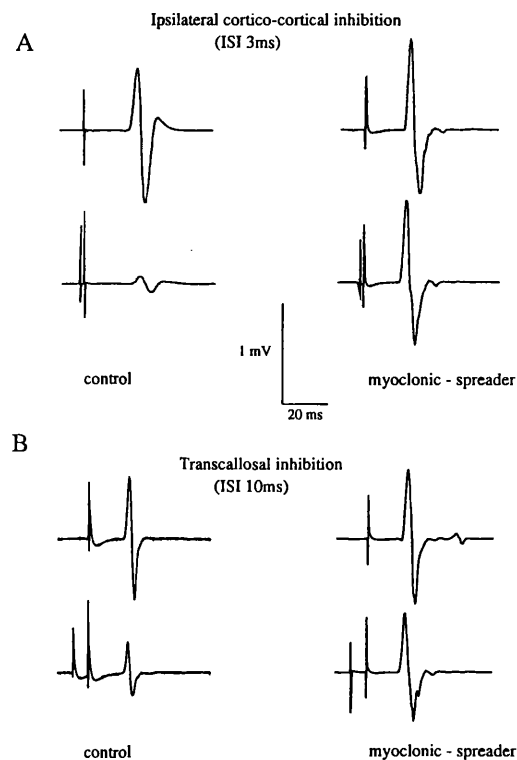 Ipsilateral cortico-cortical inhibition
(ISI 3ms)
A
1 mV
20 ms
control
myoclonic - spreader
B
Transcallosal inhibition
(ISI 10ms)
control
myoclonic - spreader